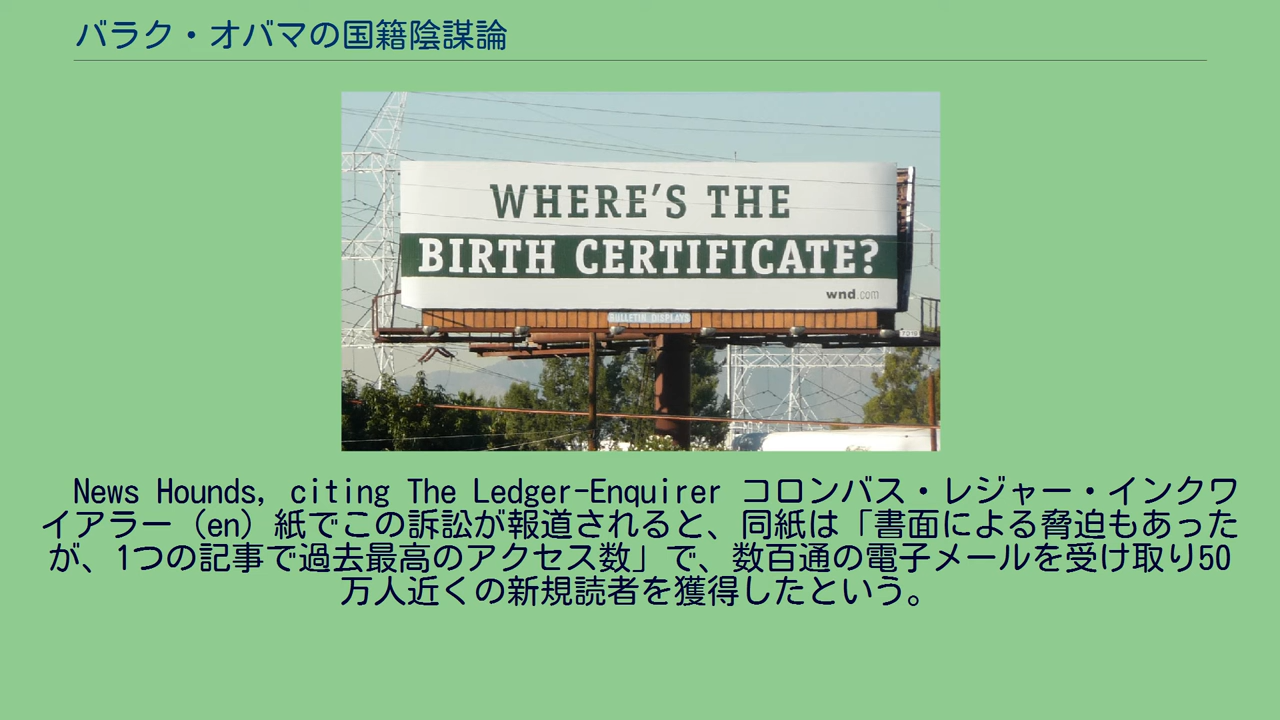 バラク・オバマの国籍陰謀論
WHERE'S THE
BIRTH CERTIFICATE?
wnd.com
BULLETIN DISPLAYS
News Hounds, citing The Ledger-Enquirer コロンバス・レジャー・インクワ
イアラー（en）紙でこの訴訟が報道されると、同紙は「書面による脅迫もあった
が、1つの記事で過去最高のアクセス数」で、数百通の電子メールを受け取り50
万人近くの新規読者を獲得したという。